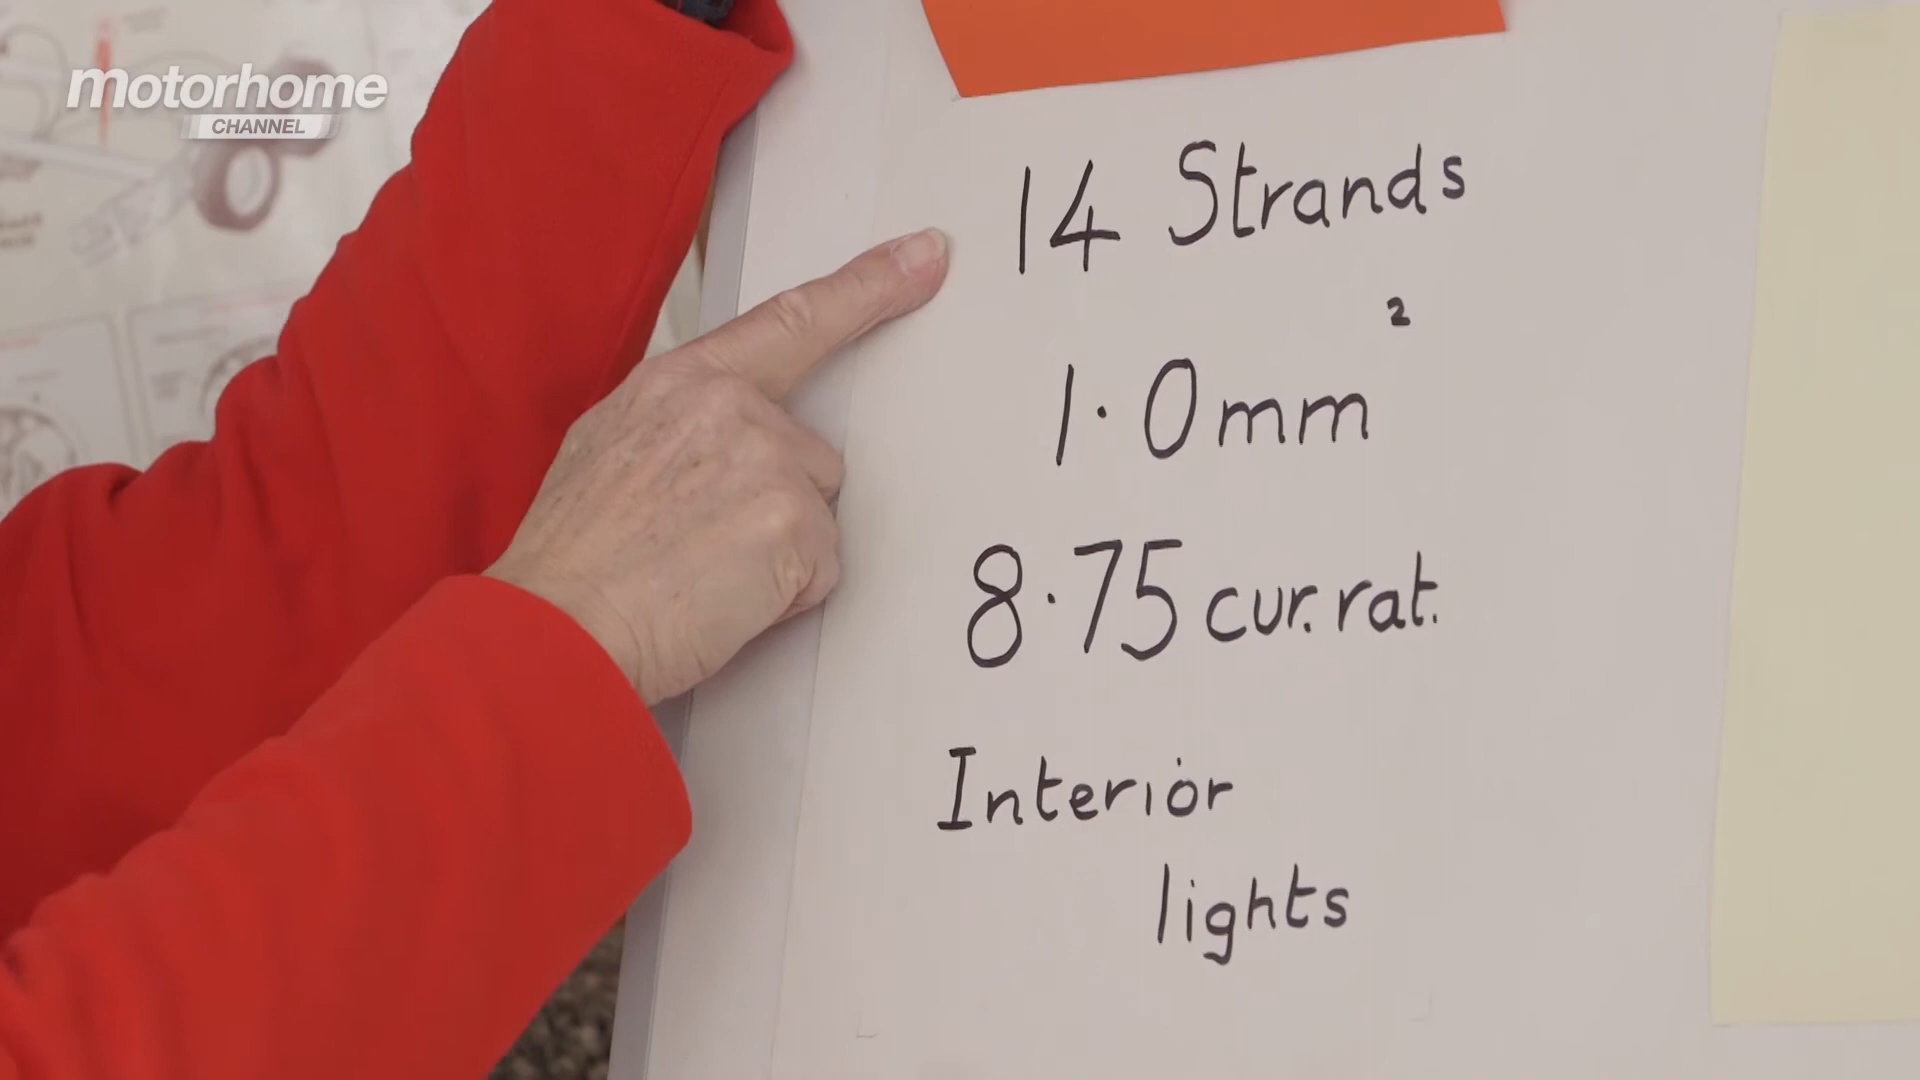 motorhome
CHANNEL
14 Strands
1·0mm²
8·75 cur. rat.
Interior
lights